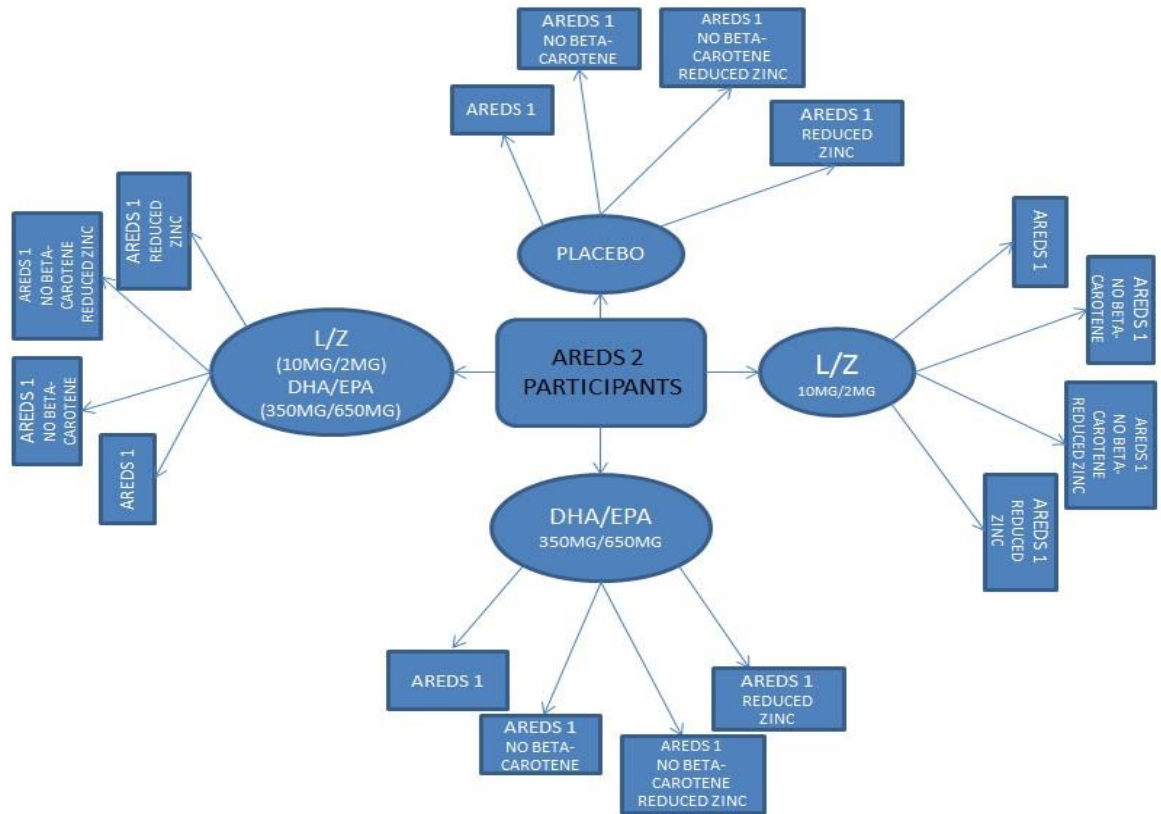 AREDS 1
NO BETA-
CAROTENE
AREDS 1
NO BETA-
CAROTENE
REDUCED ZINC
AREDS 1
AREDS 1
REDUCED
ZINC
PLACEBO
AREDS 1
REDUCED
ZINC
AREDS 1
NO BETA-
CAROTENE
REDUCED ZINC
AREDS 1
NO BETA-
CAROTENE
AREDS 1
L/Z
(10MG/2MG)
DHA/EPA
(350MG/650MG)
AREDS 2
PARTICIPANTS
L/Z
10MG/2MG
AREDS 1
AREDS 1
NO BETA-
CAROTENE
AREDS 1
NO BETA-
CAROTENE
REDUCED ZINC
AREDS 1
REDUCED
ZINC
DHA/EPA
350MG/650MG
AREDS 1
AREDS 1
NO BETA-
CAROTENE
AREDS 1
NO BETA-
CAROTENE
REDUCED ZINC
AREDS 1
REDUCED
ZINC